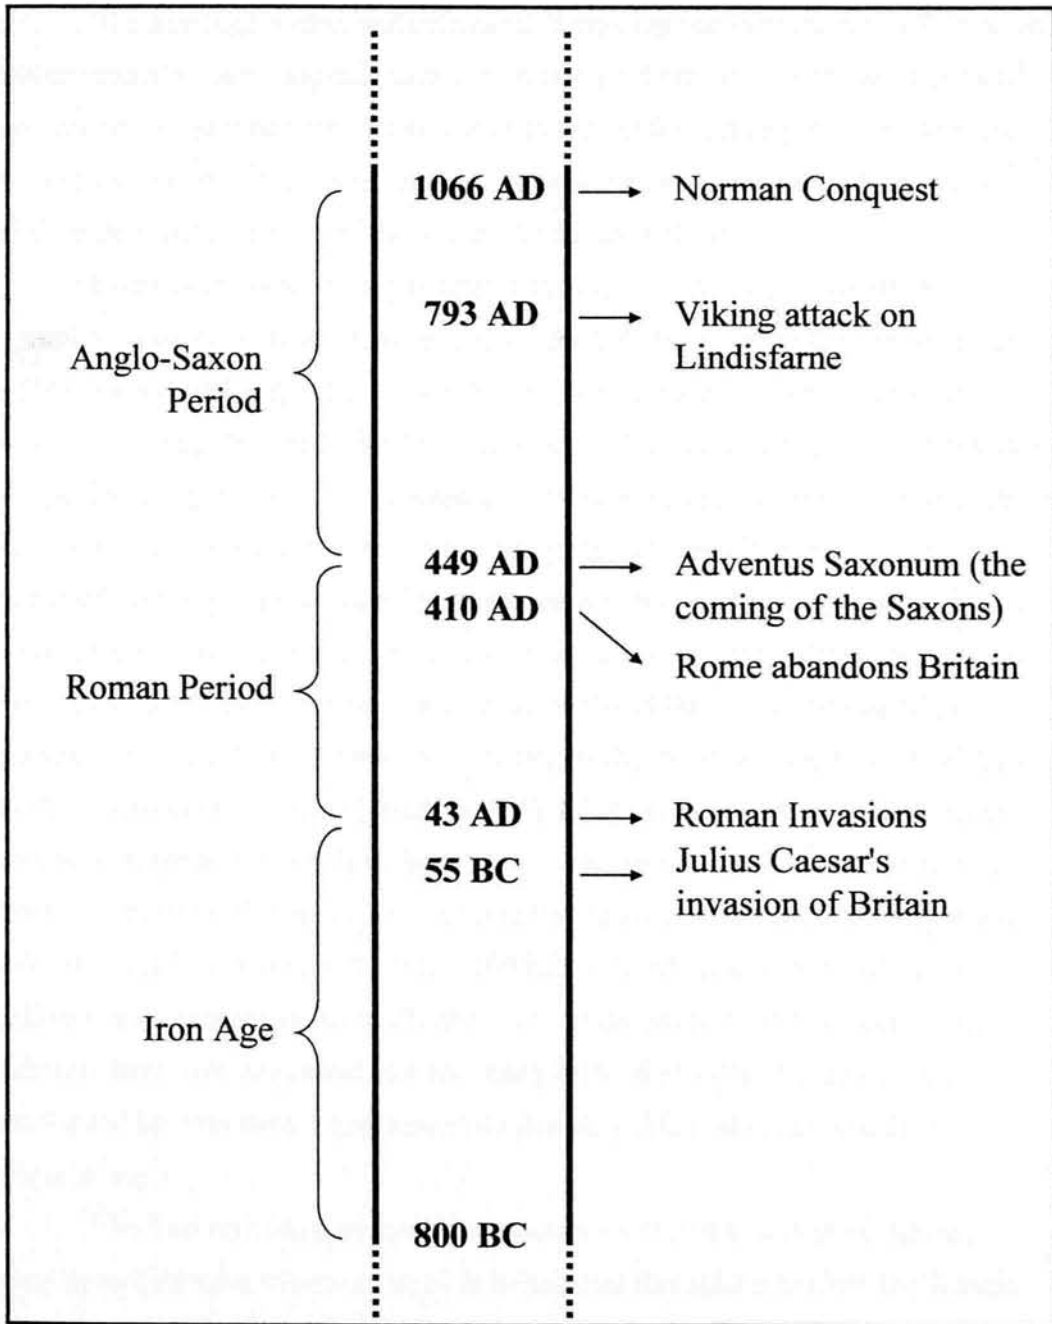 1066 AD
Norman Conquest
793 AD
Viking attack on
Lindisfarne
Anglo-Saxon
Period
449 AD
Adventus Saxonum (the
coming of the Saxons)
410 AD
Rome abandons Britain
Roman Period
43 AD
Roman Invasions
55 BC
Julius Caesar's
invasion of Britain
Iron Age
800 BC